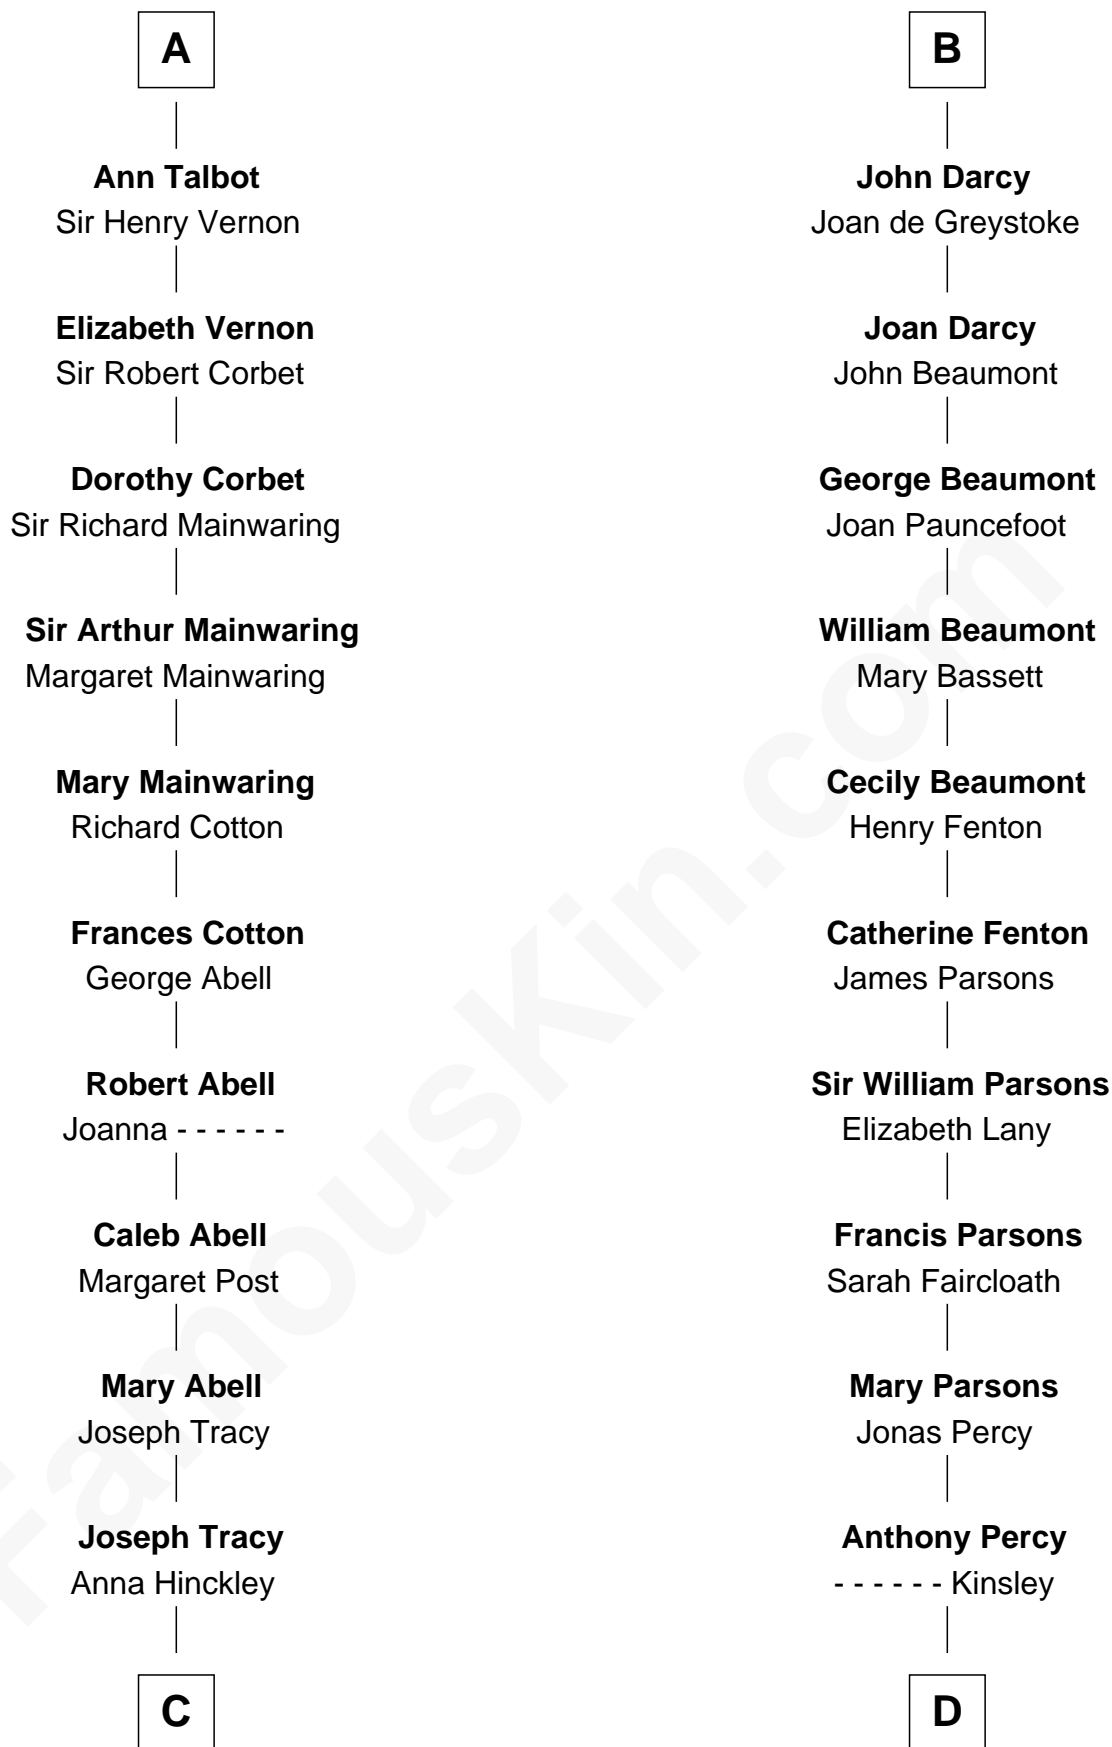 A
Ann Talbot
Sir Henry Vernon
Elizabeth Vernon
Sir Robert Corbet
Dorothy Corbet
Sir Richard Mainwaring
Sir Arthur Mainwaring
Margaret Mainwaring
Mary Mainwaring
Richard Cotton
Frances Cotton
George Abell
Robert Abell
Joanna - - - - - -
Caleb Abell
Margaret Post
Mary Abell
Joseph Tracy
Joseph Tracy
Anna Hinckley
C
B
John Darcy
Joan de Greystoke
Joan Darcy
John Beaumont
George Beaumont
Joan Pauncefoot
William Beaumont
Mary Bassett
Cecily Beaumont
Henry Fenton
Catherine Fenton
James Parsons
Sir William Parsons
Elizabeth Lany
Francis Parsons
Sarah Faircloath
Mary Parsons
Jonas Percy
Anthony Percy
- - - - - - Kinsley
D
FamousKin.com